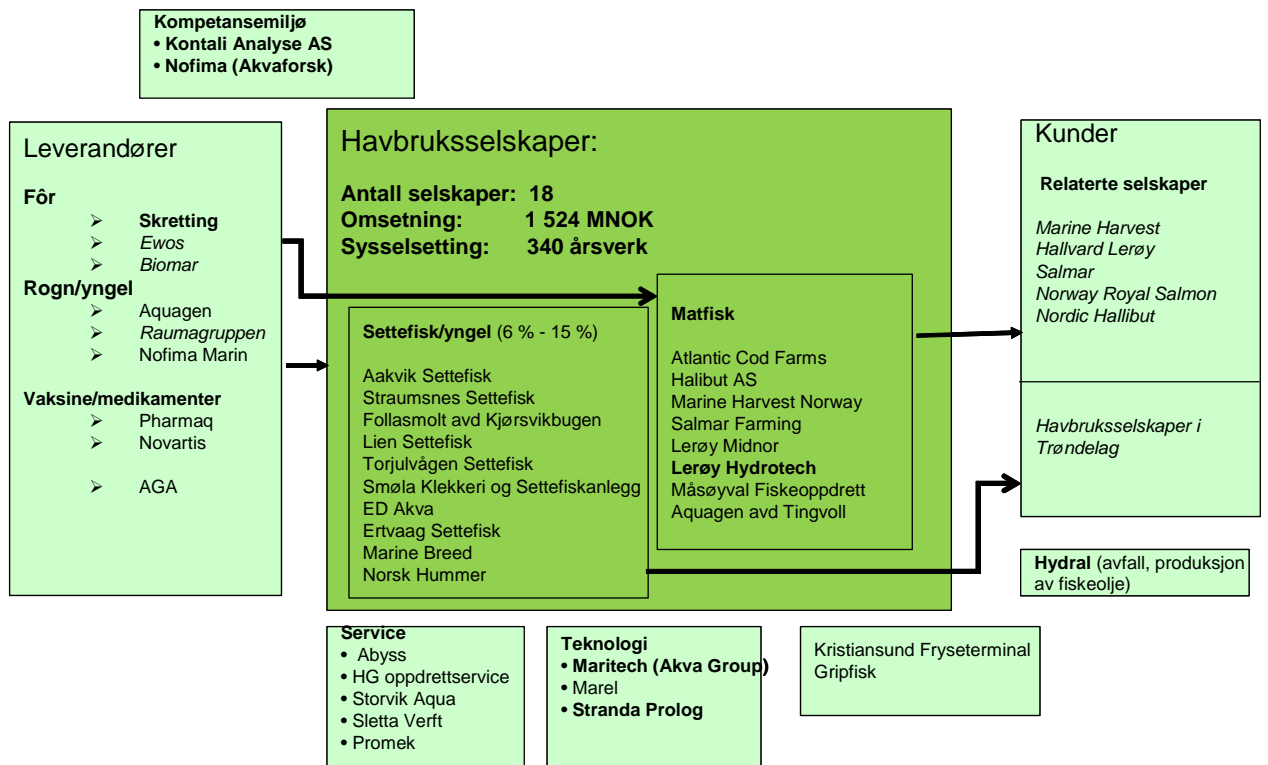 Kompetansemiljø
• Kontali Analyse AS
• Nofima (Akvaforsk)
Leverandører
Fôr
➢ Skretting
➢ Ewos
➢ Biomar
Rogn/yngel
➢ Aquagen
➢ Raumagruppen
➢ Nofima Marin
Vaksine/medikamenter
➢ Pharmaq
➢ Novartis
➢ AGA
Havbruksselskaper:
Antall selskaper: 18
Omsetning: 1 524 MNOK
Sysselsetting: 340 årsverk
Settefisk/yngel (6 % - 15 %)
Aakvik Settefisk
Straumsnes Settefisk
Follasmolt avd Kjørsvikbugen
Lien Settefisk
Torjulvågen Settefisk
Smøla Klekkeri og Settefiskanlegg
ED Akva
Ertvaag Settefisk
Marine Breed
Norsk Hummer
Matfisk
Atlantic Cod Farms
Halibut AS
Marine Harvest Norway
Salmar Farming
Lerøy Midnor
Lerøy Hydrotech
Måsøyval Fiskeoppdrett
Aquagen avd Tingvoll
Kunder
Relaterte selskaper
Marine Harvest
Hallvard Lerøy
Salmar
Norway Royal Salmon
Nordic Hallibut
Havbruksselskaper i
Trøndelag
Hydral (avfall, produksjon
av fiskeolje)
Service
• Abyss
• HG oppdrettservice
• Storvik Aqua
• Sletta Verft
• Promek
Teknologi
• Maritech (Akva Group)
• Marel
• Stranda Prolog
Kristiansund Fryseterminal
Gripfisk